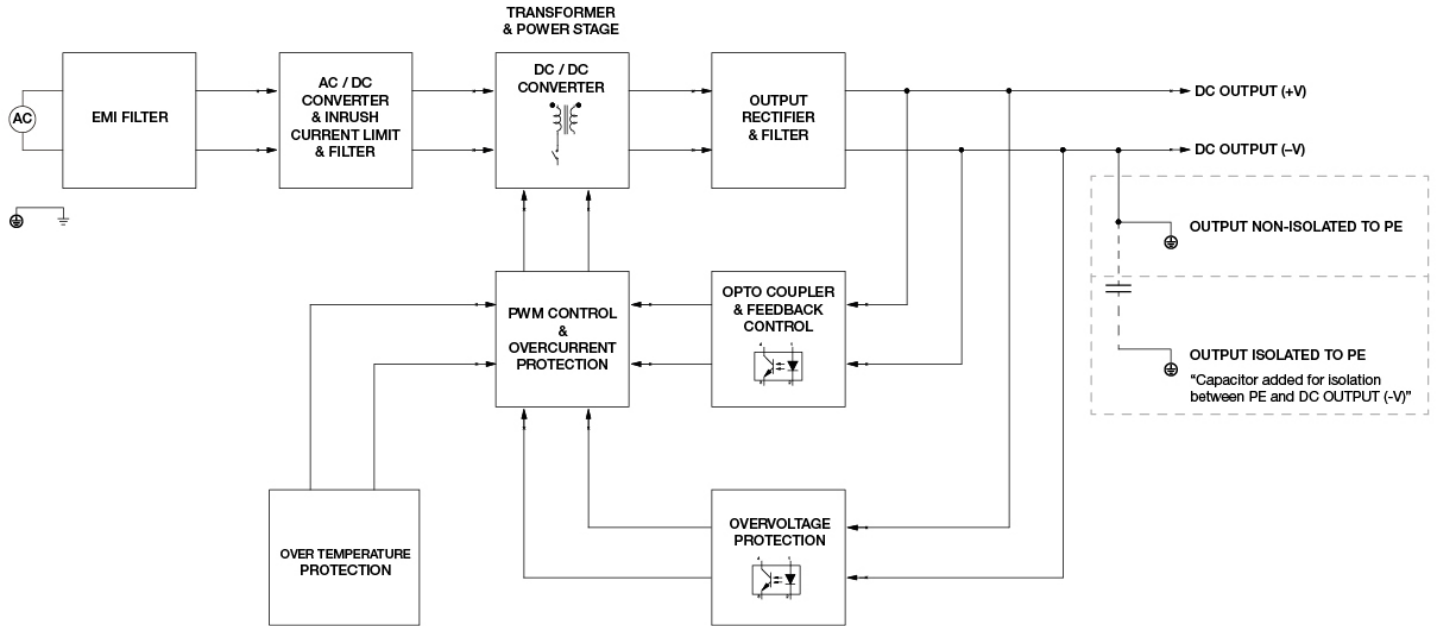 TRANSFORMER
& POWER STAGE
AC
EMI FILTER
AC / DC
CONVERTER
& INRUSH
CURRENT LIMIT
& FILTER
DC / DC
CONVERTER
OUTPUT
RECTIFIER
& FILTER
DC OUTPUT (+V)
DC OUTPUT (–V)
OUTPUT NON-ISOLATED TO PE
PWM CONTROL
&
OVERCURRENT
PROTECTION
OPTO COUPLER
& FEEDBACK
CONTROL
OUTPUT ISOLATED TO PE
“Capacitor added for isolation
between PE and DC OUTPUT (-V)”
OVER TEMPERATURE
PROTECTION
OVERVOLTAGE
PROTECTION